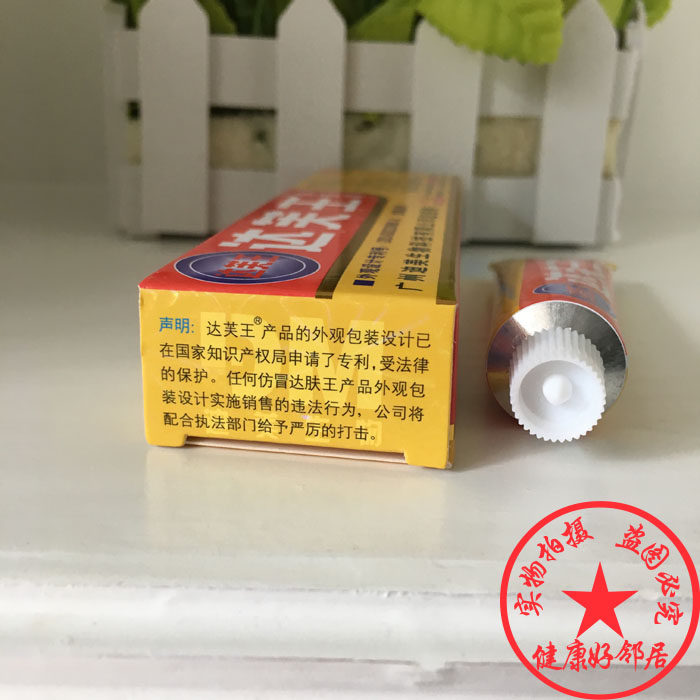 达芙王
声明: 达芙王®产品的外观包装设计已
在国家知识产权局申请了专利,受法律
的保护。任何仿冒达肤王产品外观包
装设计实施销售的违法行为,公司将
配合执法部门给予严厉的打击。
实物拍摄 盗图必究
健康好邻居